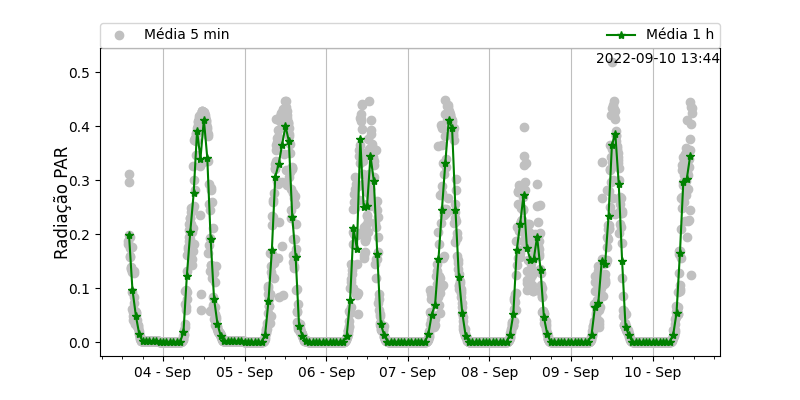 Média 5 min
Média 1 h
2022-09-10 13:44
Radiação PAR
0.5
0.4
0.3
0.2
0.1
0.0
04 - Sep
05 - Sep
06 - Sep
07 - Sep
08 - Sep
09 - Sep
10 - Sep